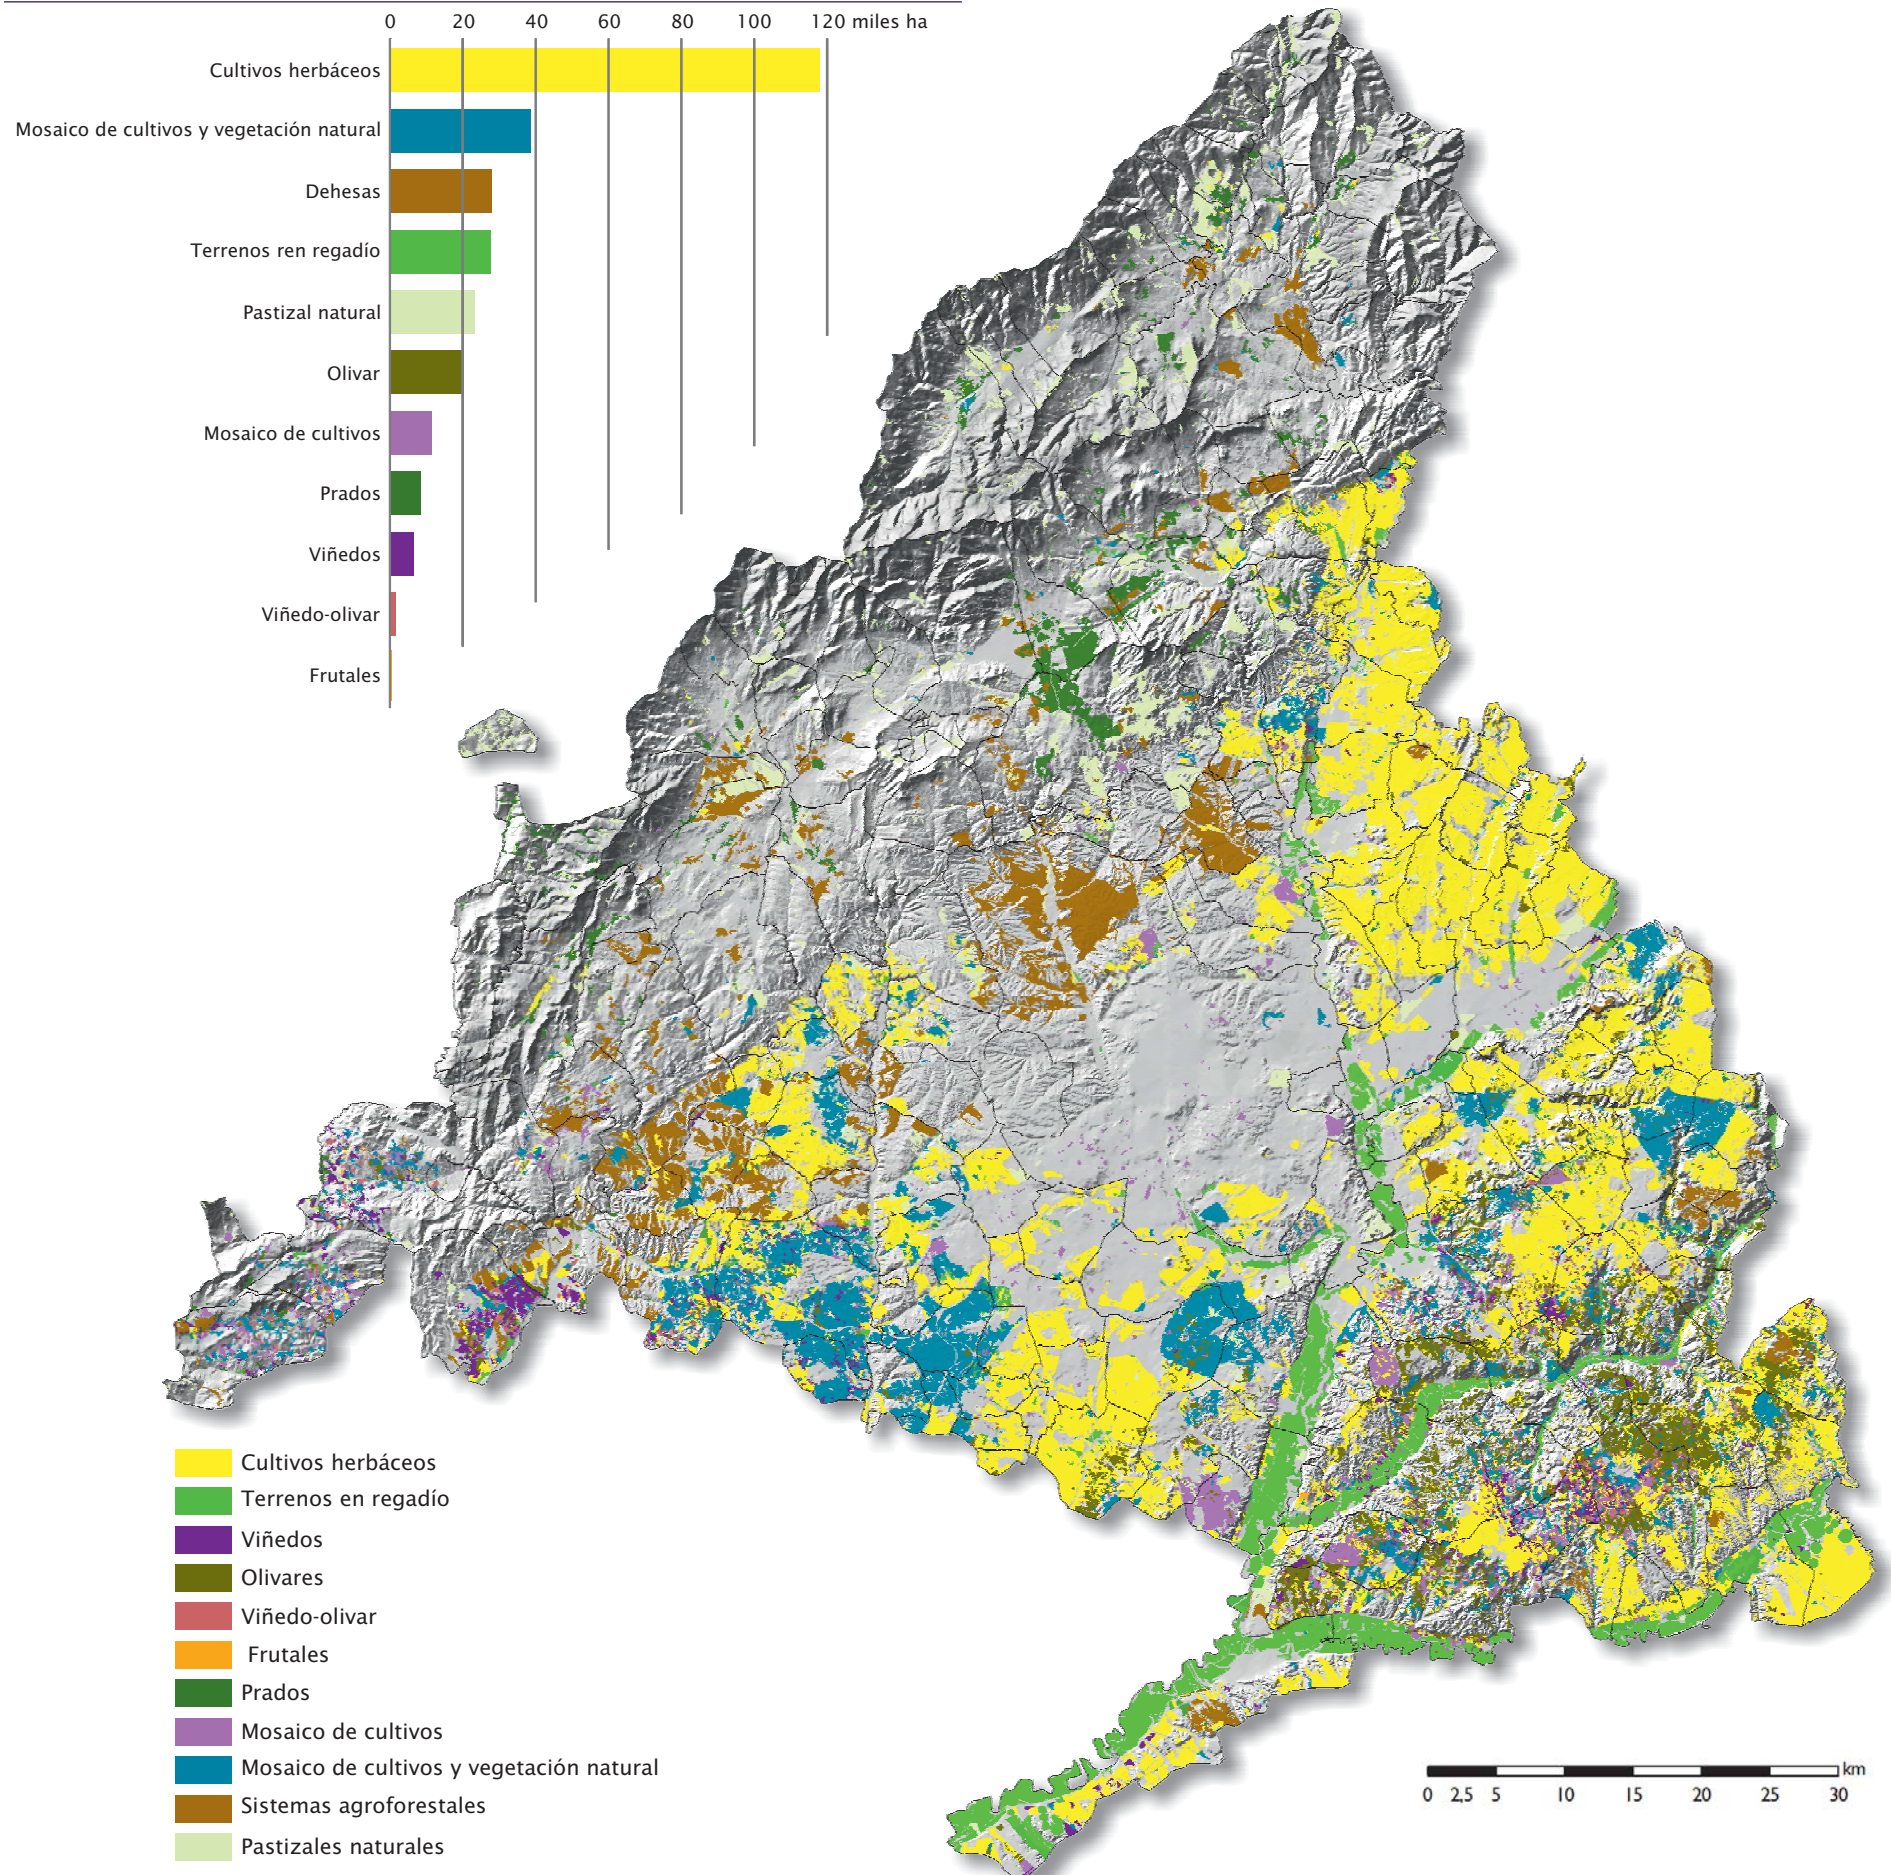 0 20 40 60 80 100 120 miles ha
Cultivos herbáceos
Mosaico de cultivos y vegetación natural
Dehesas
Terrenos ren regadío
Pastizal natural
Olivar
Mosaico de cultivos
Prados
Viñedos
Viñedo-olivar
Frutales
Cultivos herbáceos
Terrenos en regadío
Viñedos
Olivares
Viñedo-olivar
Frutales
Prados
Mosaico de cultivos
Mosaico de cultivos y vegetación natural
Sistemas agroforestales
Pastizales naturales
km
0 2,5 5 10 15 20 25 30